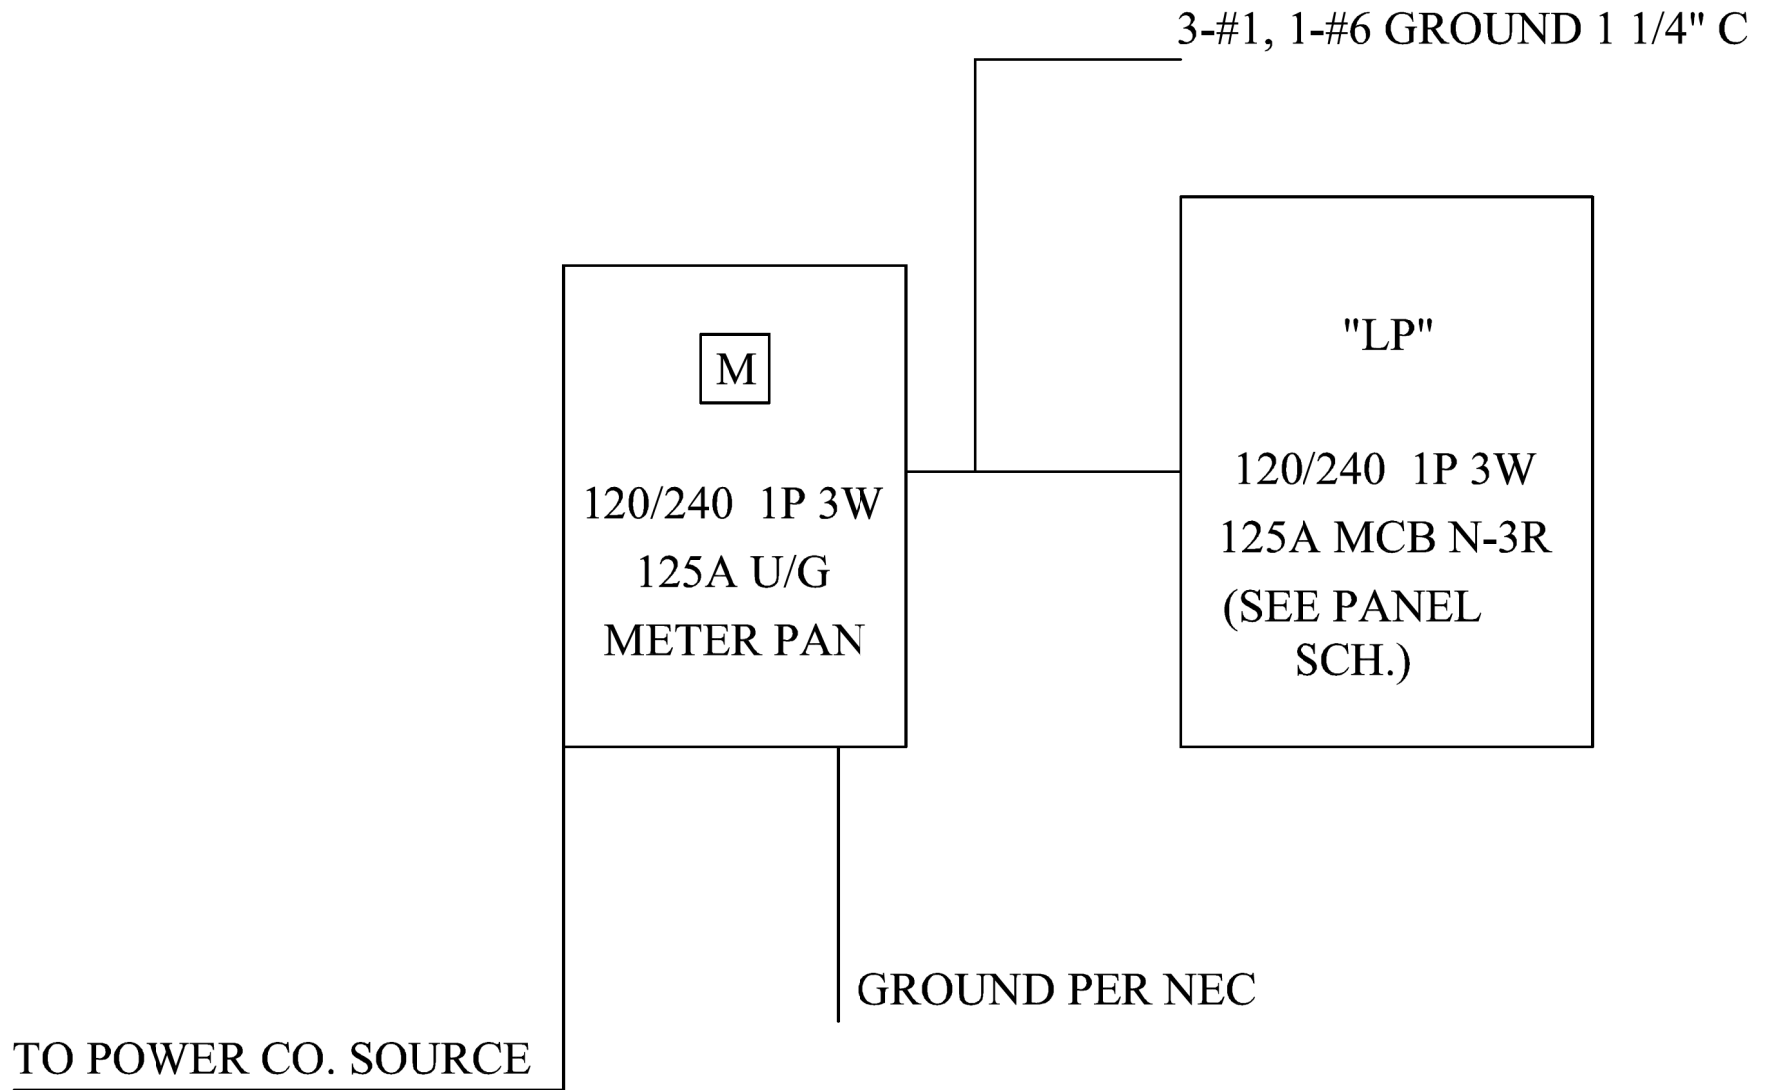 3-#1, 1-#6 GROUND 1 1/4" C
"LP"
120/240 1P 3W
125A MCB N-3R
(SEE PANEL
SCH.)
M
120/240 1P 3W
125A U/G
METER PAN
GROUND PER NEC
TO POWER CO. SOURCE